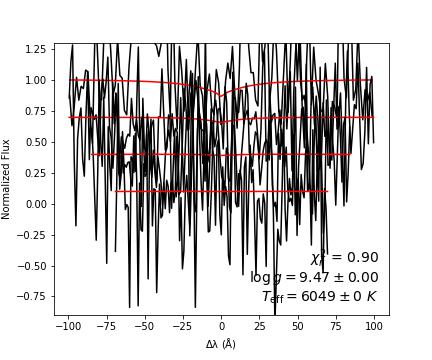 1.25
1.00
0.75
0.50
0.25
0.00
−0.25
−0.50
−0.75
Normalized Flux
χ²ᵣ = 0.90
log g = 9.47 ± 0.00
T_eff = 6049 ± 0 K
−100 −75 −50 −25 0 25 50 75 100
Δλ (Å)